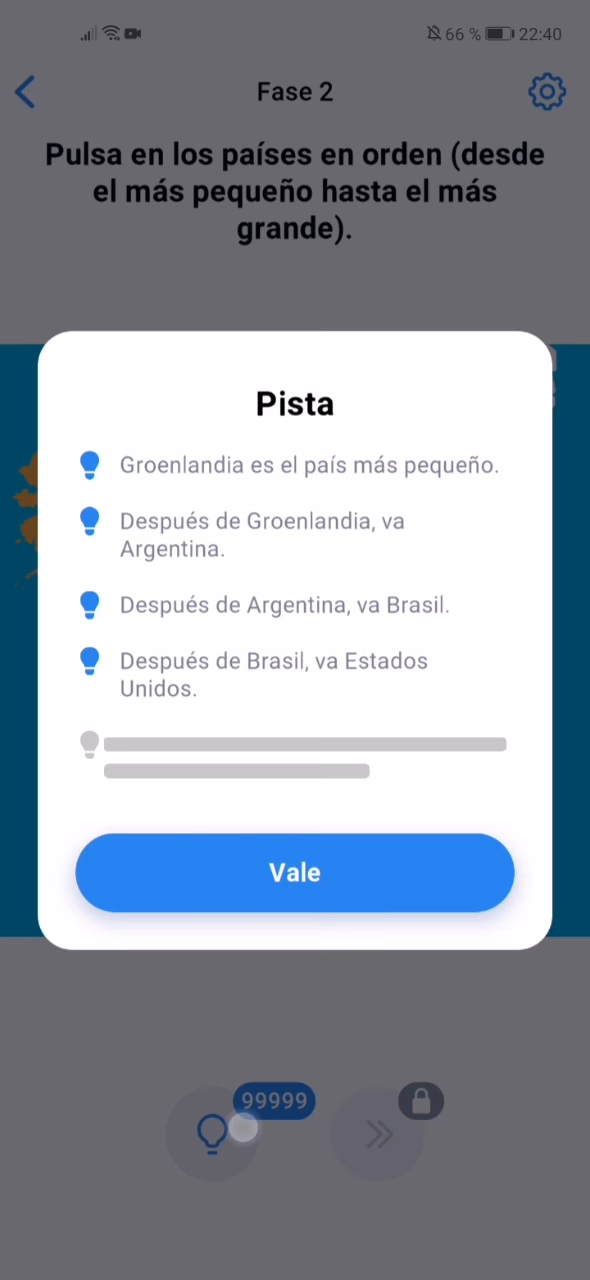 66 % 22:40
Fase 2
Pulsa en los países en orden (desde
el más pequeño hasta el más
grande).
Pista
Groenlandia es el país más pequeño.
Después de Groenlandia, va
Argentina.
Después de Argentina, va Brasil.
Después de Brasil, va Estados
Unidos.
Vale
99999